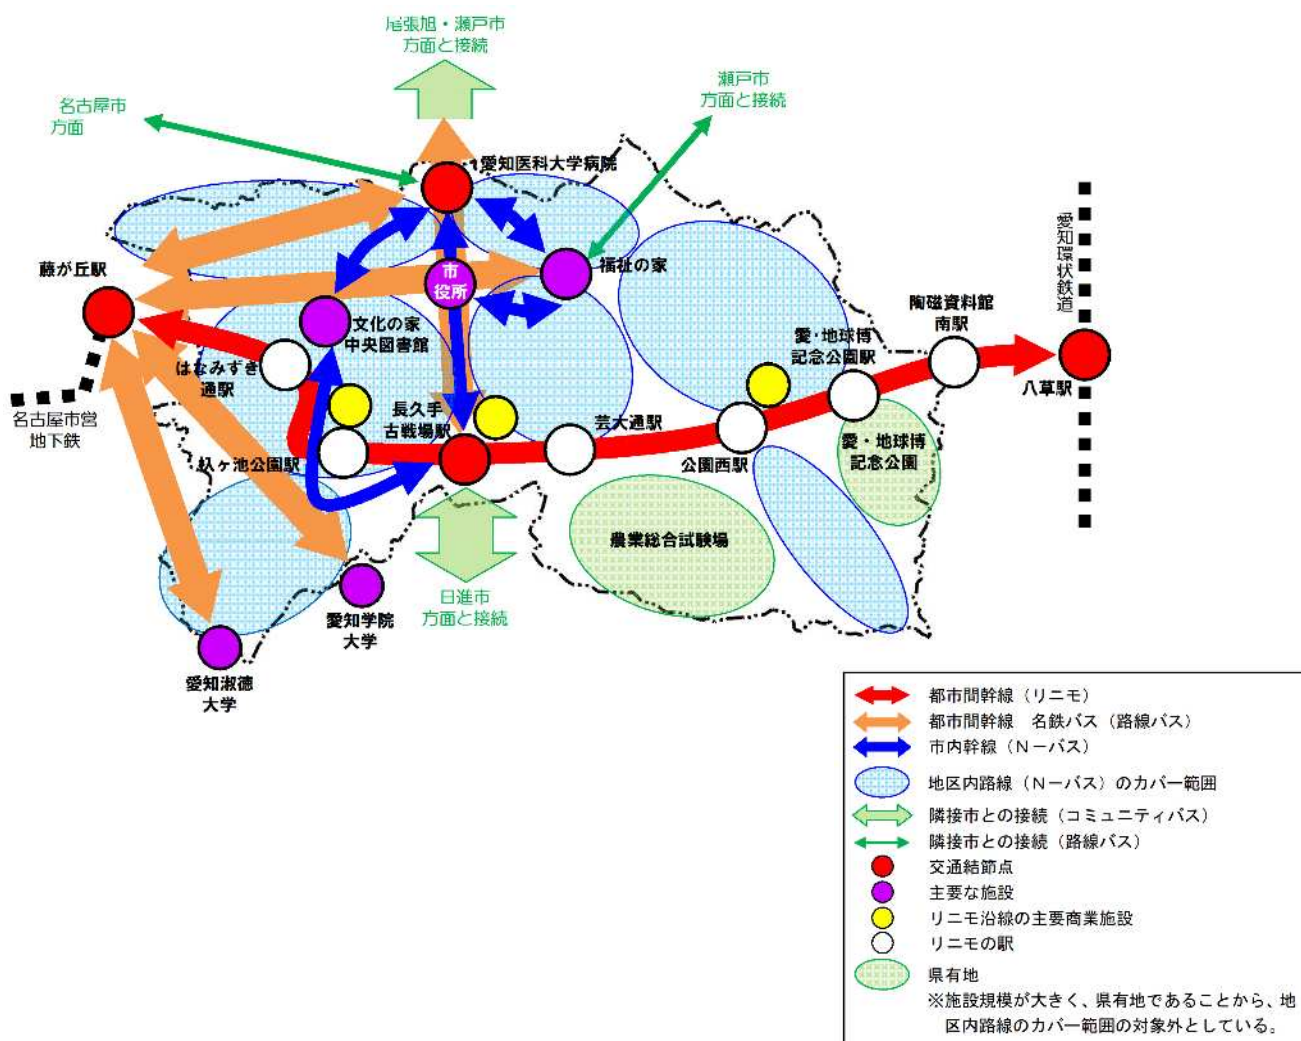 尾張旭・瀬戸市
方面と接続
瀬戸市
方面と接続
名古屋市
方面
愛知医科大学病院
愛知環状鉄道
藤が丘駅
市
役所
福祉の家
陶磁資料館
南駅
文化の家
中央図書館
愛・地球博
記念公園駅
はなみずき
通駅
八草駅
名古屋市営
地下鉄
長久手
古戦場駅
芸大通駅
杁ヶ池公園駅
公園西駅
愛・地球博
記念公園
農業総合試験場
日進市
方面と接続
愛知学院
大学
愛知淑徳
大学
都市間幹線（リニモ）
都市間幹線　名鉄バス（路線バス）
市内幹線（Ｎ－バス）
地区内路線（Ｎ－バス）のカバー範囲
隣接市との接続（コミュニティバス）
隣接市との接続（路線バス）
交通結節点
主要な施設
リニモ沿線の主要商業施設
リニモの駅
県有地
※施設規模が大きく、県有地であることから、地
区内路線のカバー範囲の対象外としている。